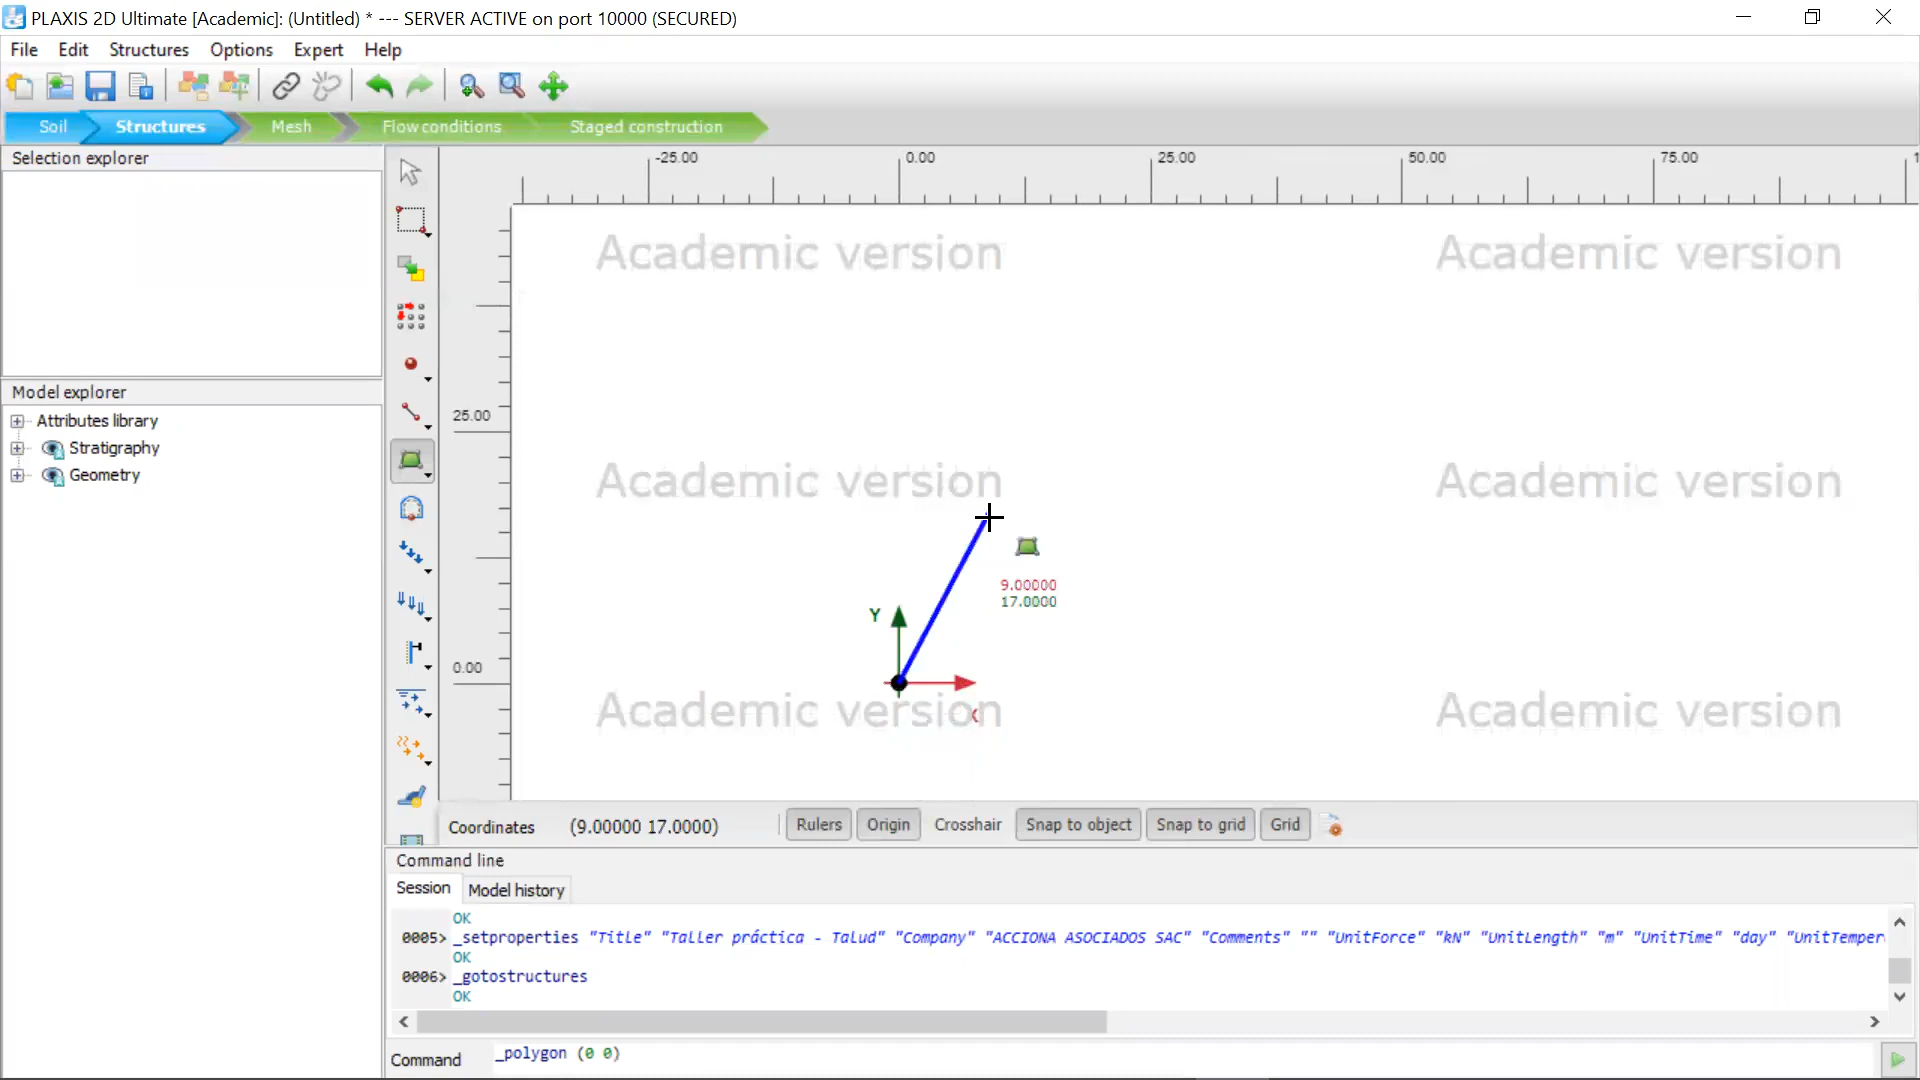 PLAXIS 2D Ultimate [Academic]: (Untitled) * --- SERVER ACTIVE on port 10000 (SECURED)
File Edit Structures Options Expert Help
Soil Structures Mesh Flow conditions Staged construction
Selection explorer
Model explorer
Attributes library
Stratigraphy
Geometry
-25.00 0.00 25.00 50.00 75.00
Academic version Academic version
25.00
Academic version Academic version
9.00000
17.0000
Y
0.00
Academic version Academic version
Coordinates (9.00000 17.0000) Rulers Origin Crosshair Snap to object Snap to grid Grid
Command line
Session Model history
OK
0005> _setproperties "Title" "Taller práctica - Talud" "Company" "ACCIONA ASOCIADOS SAC" "Comments" "" "UnitForce" "kN" "UnitLength" "m" "UnitTime" "day" "UnitTemper
OK
0006> _gotostructures
OK
Command _polygon (0 0)